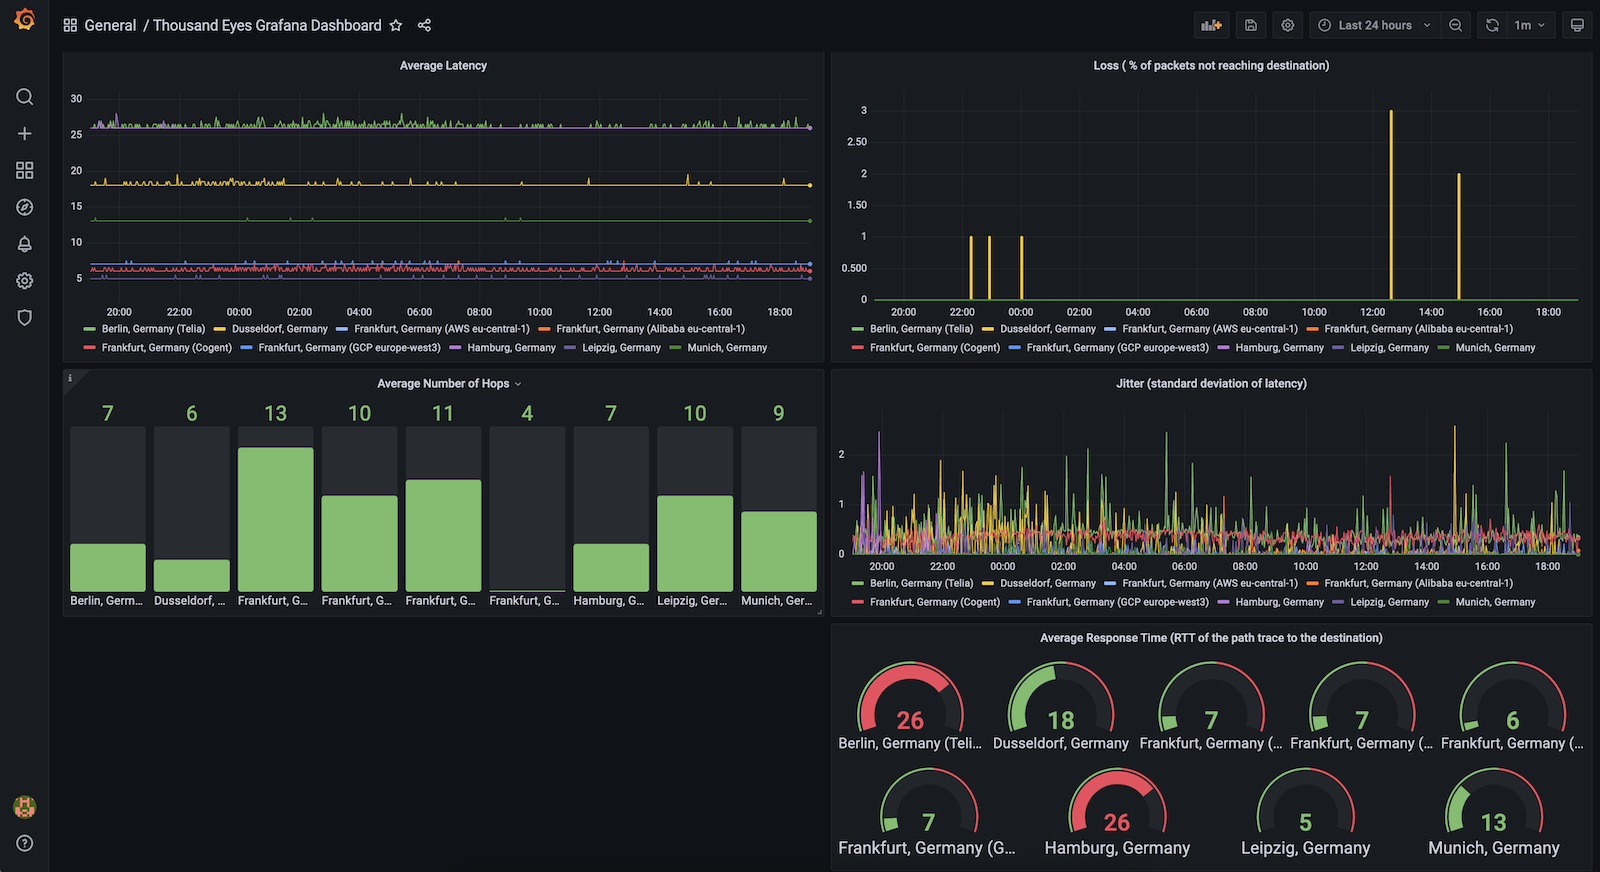 General / Thousand Eyes Grafana Dashboard
Last 24 hours
1m
Average Latency
30
25
20
15
10
5
20:00 22:00 00:00 02:00 04:00 06:00 08:00 10:00 12:00 14:00 16:00 18:00
Berlin, Germany (Telia) Dusseldorf, Germany Frankfurt, Germany (AWS eu-central-1) Frankfurt, Germany (Alibaba eu-central-1)
Frankfurt, Germany (Cogent) Frankfurt, Germany (GCP europe-west3) Hamburg, Germany Leipzig, Germany Munich, Germany
Loss ( % of packets not reaching destination)
3
2.50
2
1.50
1
0.500
0
20:00 22:00 00:00 02:00 04:00 06:00 08:00 10:00 12:00 14:00 16:00 18:00
Berlin, Germany (Telia) Dusseldorf, Germany Frankfurt, Germany (AWS eu-central-1) Frankfurt, Germany (Alibaba eu-central-1)
Frankfurt, Germany (Cogent) Frankfurt, Germany (GCP europe-west3) Hamburg, Germany Leipzig, Germany Munich, Germany
i
Average Number of Hops
7 6 13 10 11 4 7 10 9
Berlin, Germ... Dusseldorf, ... Frankfurt, G... Frankfurt, G... Frankfurt, G... Frankfurt, G... Hamburg, G... Leipzig, Ger... Munich, Ger...
Jitter (standard deviation of latency)
2
1
0
20:00 22:00 00:00 02:00 04:00 06:00 08:00 10:00 12:00 14:00 16:00 18:00
Berlin, Germany (Telia) Dusseldorf, Germany Frankfurt, Germany (AWS eu-central-1) Frankfurt, Germany (Alibaba eu-central-1)
Frankfurt, Germany (Cogent) Frankfurt, Germany (GCP europe-west3) Hamburg, Germany Leipzig, Germany Munich, Germany
Average Response Time (RTT of the path trace to the destination)
26 18 7 7 6
Berlin, Germany (Teli... Dusseldorf, Germany Frankfurt, Germany (... Frankfurt, Germany (... Frankfurt, Germany (...
7 26 5 13
Frankfurt, Germany (G... Hamburg, Germany Leipzig, Germany Munich, Germany